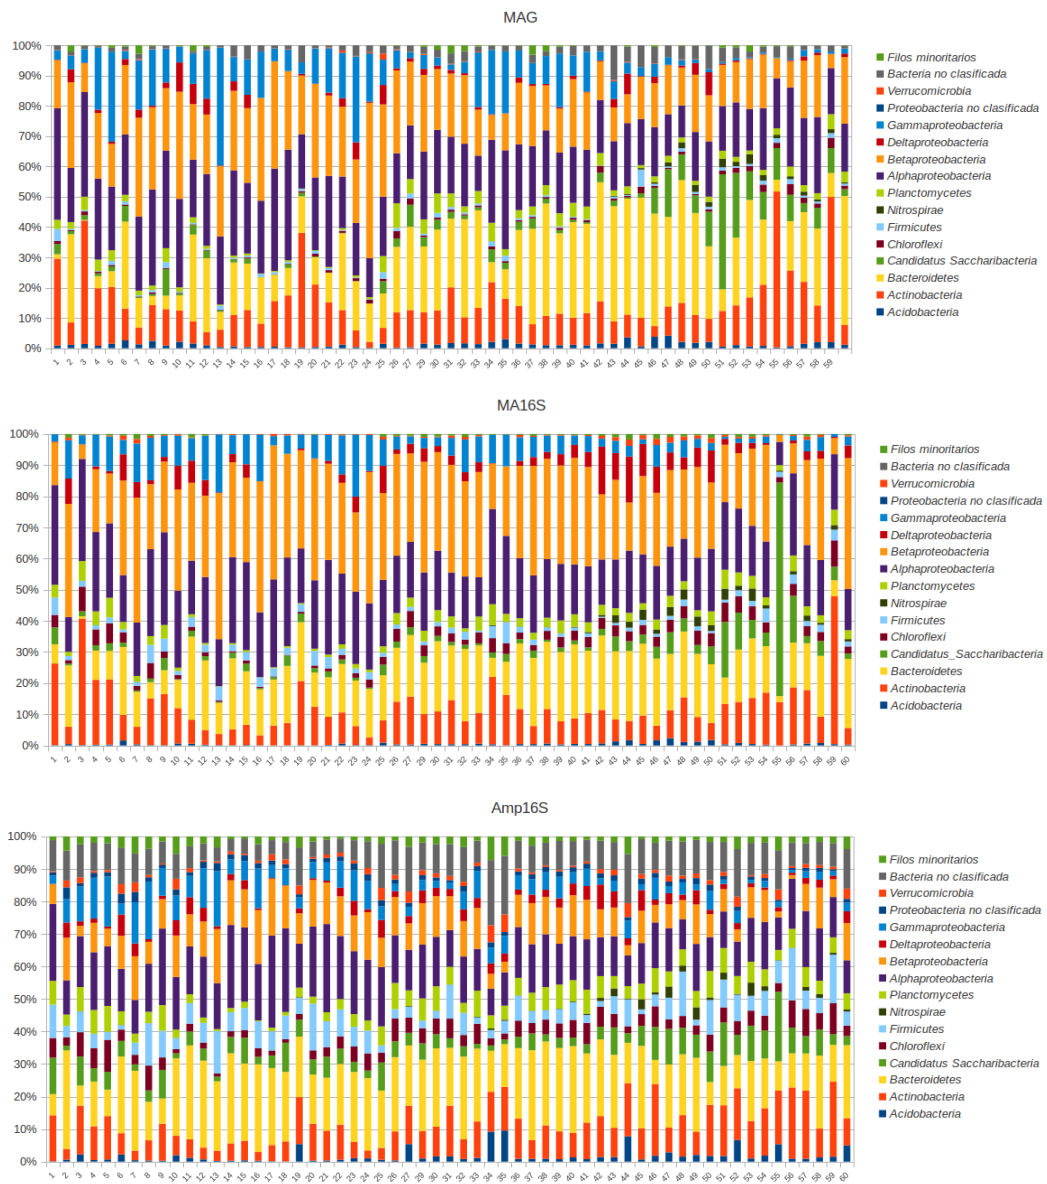 MAG
100%
90%
80%
70%
60%
50%
40%
30%
20%
10%
0%
1 2 3 4 5 6 7 8 9 10 11 12 13 14 15 16 17 18 19 20 21 22 23 24 25 26 27 28 29 30 31 32 33 34 35 36 37 38 39 40 41 42 43 44 45 46 47 48 49 50 51 52 53 54 55 56 57 58 59
Filos minoritarios
Bacteria no clasificada
Verrucomicrobia
Proteobacteria no clasificada
Gammaproteobacteria
Deltaproteobacteria
Betaproteobacteria
Alphaproteobacteria
Planctomycetes
Nitrospirae
Firmicutes
Chloroflexi
Candidatus Saccharibacteria
Bacteroidetes
Actinobacteria
Acidobacteria
MA16S
100%
90%
80%
70%
60%
50%
40%
30%
20%
10%
0%
1 2 3 4 5 6 7 8 9 10 11 12 13 14 15 16 17 18 19 20 21 22 23 24 25 26 27 28 29 30 31 32 33 34 35 36 37 38 39 40 41 42 43 44 45 46 47 48 49 50 51 52 53 54 55 56 57 58 59 60
Filos minoritarios
Bacteria no clasificada
Verrucomicrobia
Proteobacteria no clasificada
Gammaproteobacteria
Deltaproteobacteria
Betaproteobacteria
Alphaproteobacteria
Planctomycetes
Nitrospirae
Firmicutes
Chloroflexi
Candidatus_Saccharibacteria
Bacteroidetes
Actinobacteria
Acidobacteria
Amp16S
100%
90%
80%
70%
60%
50%
40%
30%
20%
10%
0%
1 2 3 4 5 6 7 8 9 10 11 12 13 14 15 16 17 18 19 20 21 22 23 24 25 26 27 28 29 30 31 32 33 34 35 36 37 38 39 40 41 42 43 44 45 46 47 48 49 50 51 52 53 54 55 56 57 58 59 60
Filos minoritarios
Bacteria no clasificada
Verrucomicrobia
Proteobacteria no clasificada
Gammaproteobacteria
Deltaproteobacteria
Betaproteobacteria
Alphaproteobacteria
Planctomycetes
Nitrospirae
Firmicutes
Chloroflexi
Candidatus Saccharibacteria
Bacteroidetes
Actinobacteria
Acidobacteria